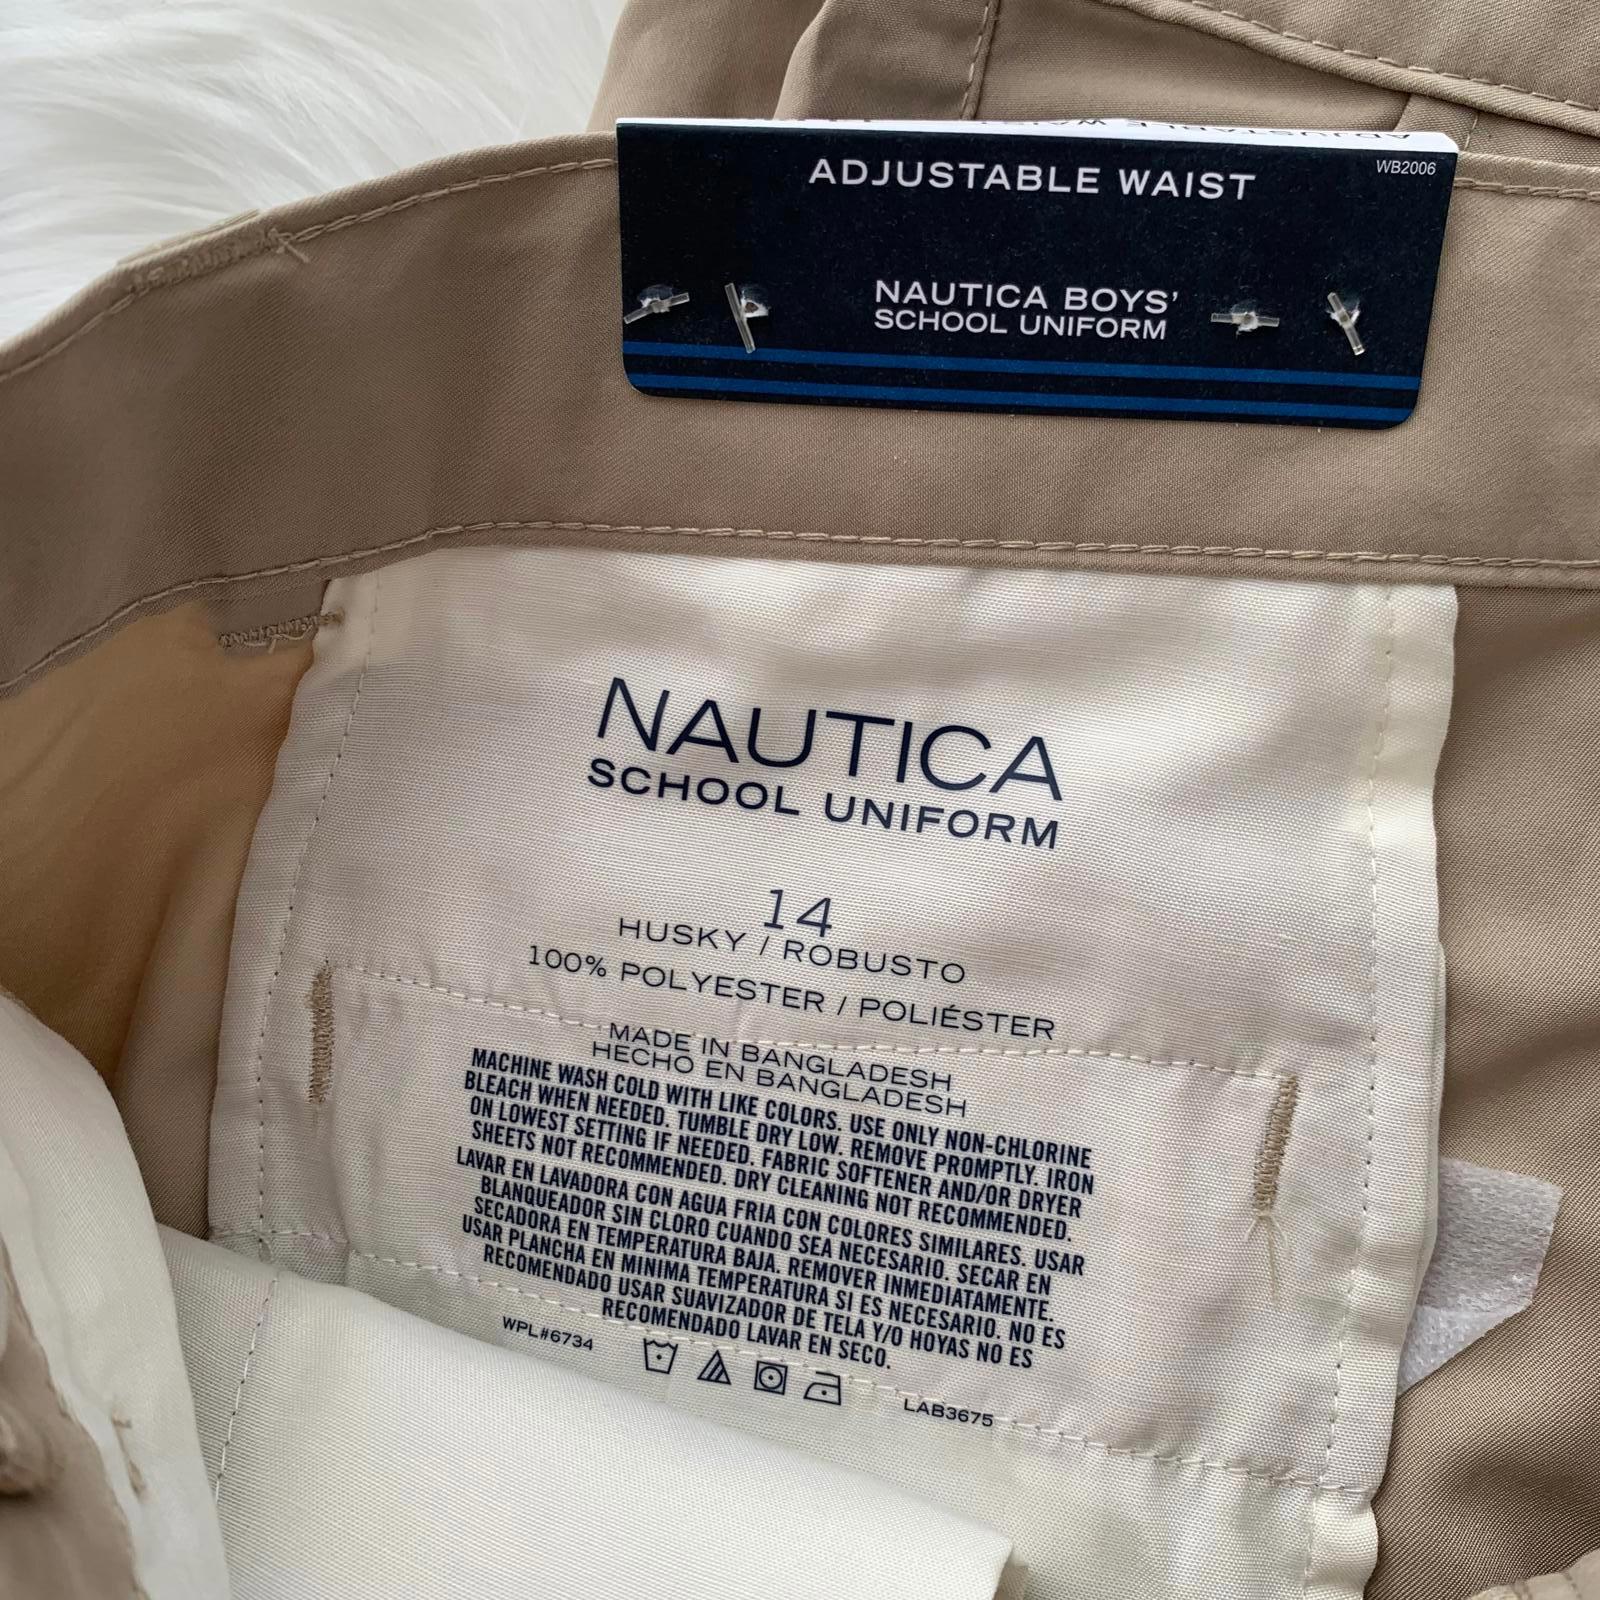 ADJUSTABLE WAIST
WB2006
NAUTICA BOYS'
SCHOOL UNIFORM
NAUTICA
SCHOOL UNIFORM
14
HUSKY / ROBUSTO
100% POLYESTER / POLIÉSTER
MADE IN BANGLADESH
HECHO EN BANGLADESH
MACHINE WASH COLD WITH LIKE COLORS. USE ONLY NON-CHLORINE
BLEACH WHEN NEEDED. TUMBLE DRY LOW. REMOVE PROMPTLY. IRON
ON LOWEST SETTING IF NEEDED. FABRIC SOFTENER AND/OR DRYER
SHEETS NOT RECOMMENDED. DRY CLEANING NOT RECOMMENDED.
LAVAR EN LAVADORA CON AGUA FRIA CON COLORES SIMILARES. USAR
BLANQUEADOR SIN CLORO CUANDO SEA NECESARIO. SECAR EN
SECADORA EN TEMPERATURA BAJA. REMOVER INMEDIATAMENTE.
USAR PLANCHA EN MINIMA TEMPERATURA SI ES NECESARIO. NO ES
RECOMENDADO USAR SUAVIZADOR DE TELA Y/O HOYAS NO ES
RECOMENDADO LAVAR EN SECO.
WPL#6734
LAB3675